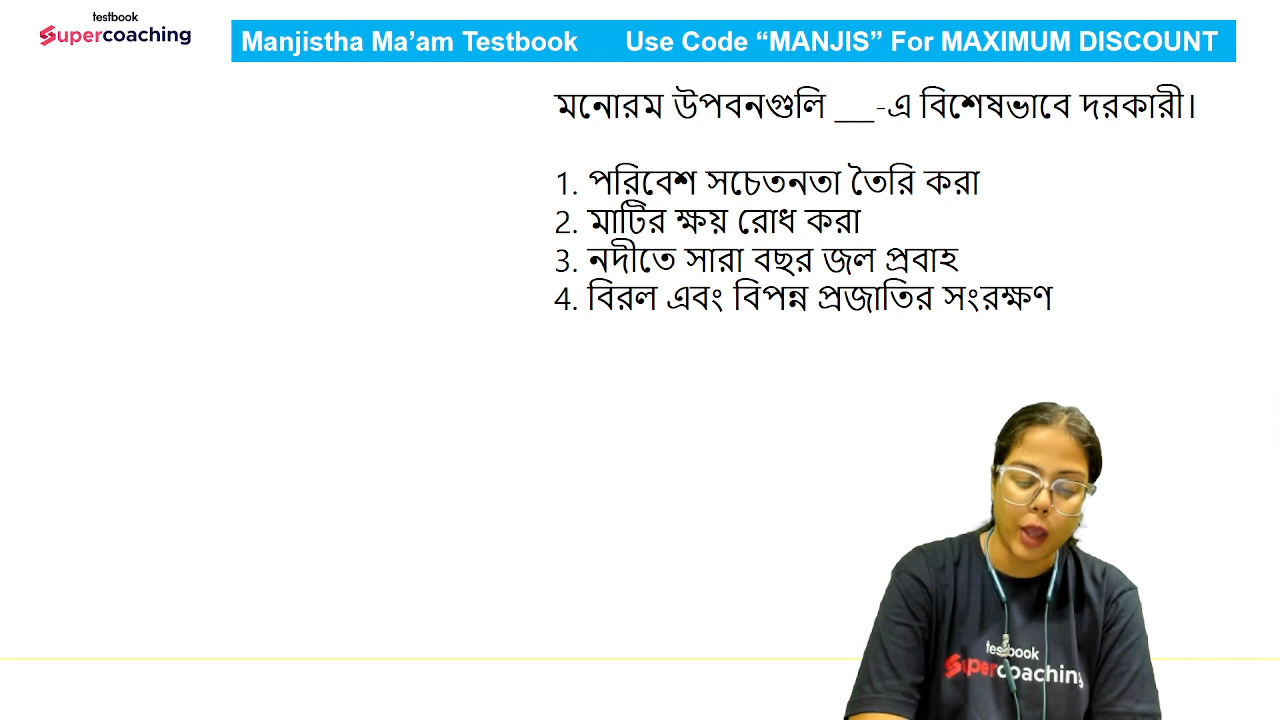 testbook
Supercoaching
Manjistha Ma’am Testbook Use Code “MANJIS” For MAXIMUM DISCOUNT
মনোরম উপবনগুলি ___-এ বিশেষভাবে দরকারী।
1. পরিবেশ সচেতনতা তৈরি করা
2. মাটির ক্ষয় রোধ করা
3. নদীতে সারা বছর জল প্রবাহ
4. বিরল এবং বিপন্ন প্রজাতির সংরক্ষণ
testbook
Supercoaching